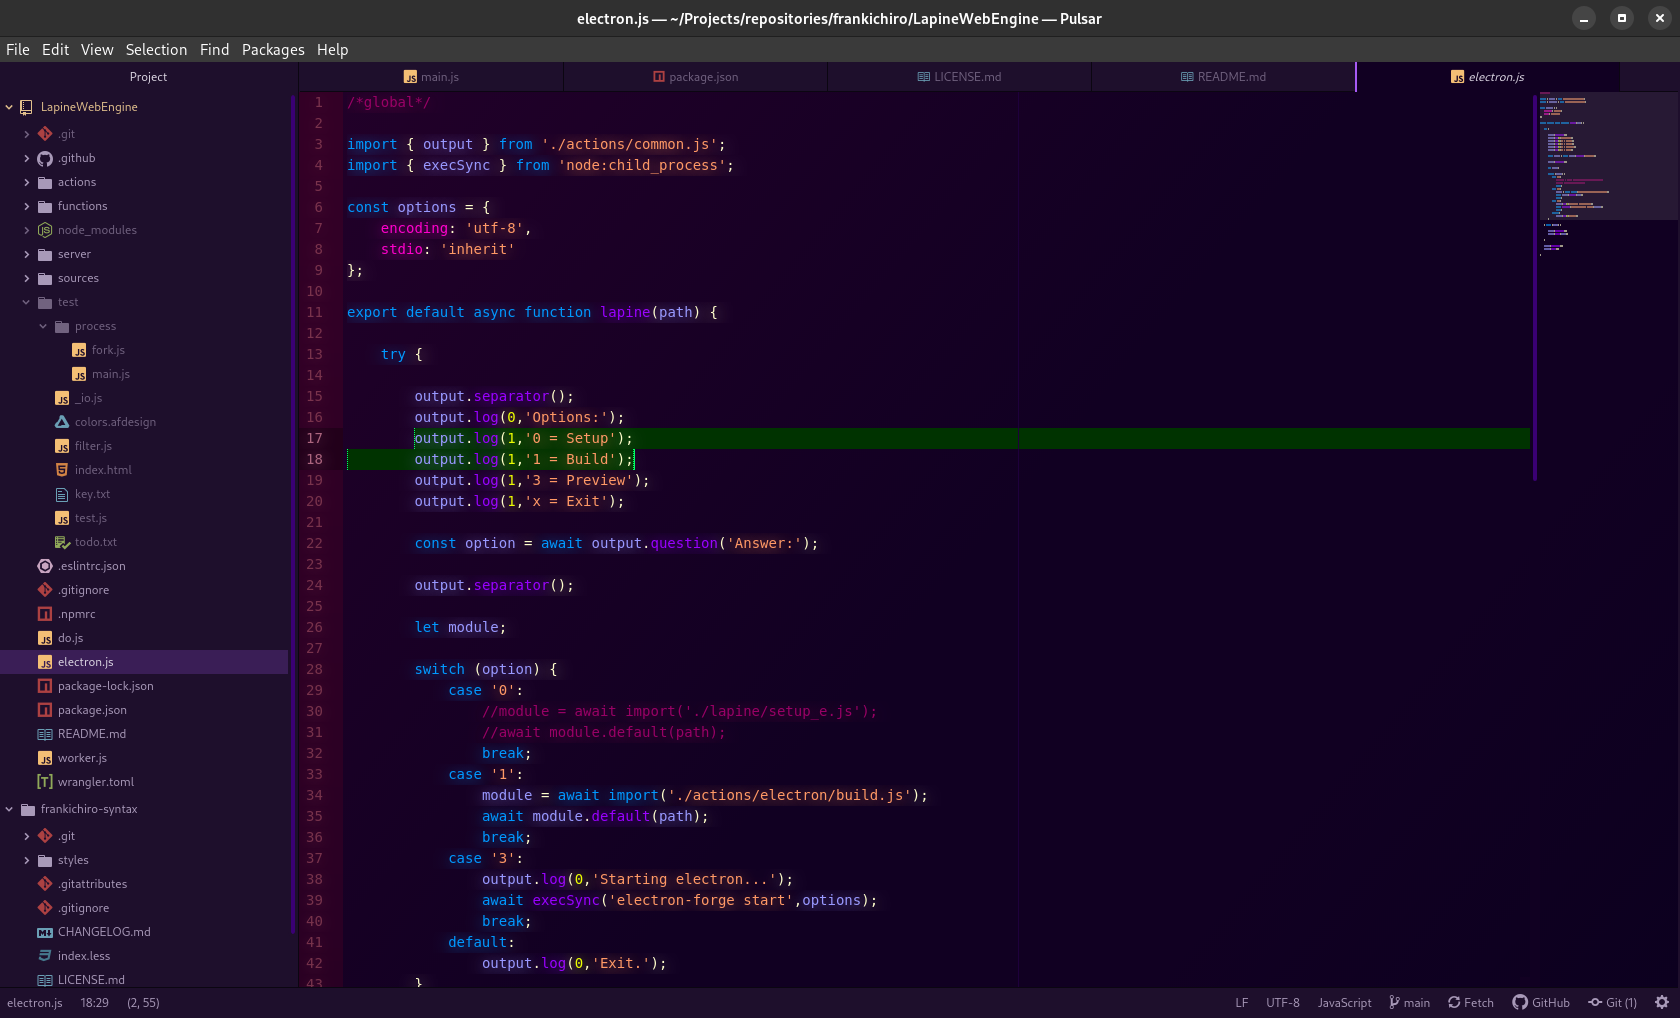 electron.js — ~/Projects/repositories/frankichiro/LapineWebEngine — Pulsar
File Edit View Selection Find Packages Help
Project
main.js
package.json
LICENSE.md
README.md
electron.js
LapineWebEngine
.git
.github
actions
functions
node_modules
server
sources
test
process
fork.js
main.js
_io.js
colors.afdesign
filter.js
index.html
key.txt
test.js
todo.txt
.eslintrc.json
.gitignore
.npmrc
do.js
electron.js
package-lock.json
package.json
README.md
worker.js
wrangler.toml
frankichiro-syntax
.git
styles
.gitattributes
.gitignore
CHANGELOG.md
index.less
LICENSE.md
1 /*global*/
2
3 import { output } from './actions/common.js';
4 import { execSync } from 'node:child_process';
5
6 const options = {
7     encoding: 'utf-8',
8     stdio: 'inherit'
9 };
10
11 export default async function lapine(path) {
12
13     try {
14
15         output.separator();
16         output.log(0,'Options:');
17         output.log(1,'0 = Setup');
18         output.log(1,'1 = Build');
19         output.log(1,'3 = Preview');
20         output.log(1,'x = Exit');
21
22         const option = await output.question('Answer:');
23
24         output.separator();
25
26         let module;
27
28         switch (option) {
29             case '0':
30                 //module = await import('./lapine/setup_e.js');
31                 //await module.default(path);
32                 break;
33             case '1':
34                 module = await import('./actions/electron/build.js');
35                 await module.default(path);
36                 break;
37             case '3':
38                 output.log(0,'Starting electron...');
39                 await execSync('electron-forge start',options);
40                 break;
41             default:
42                 output.log(0,'Exit.');
43         }
electron.js 18:29 (2, 55)
LF UTF-8 JavaScript main Fetch GitHub Git (1)